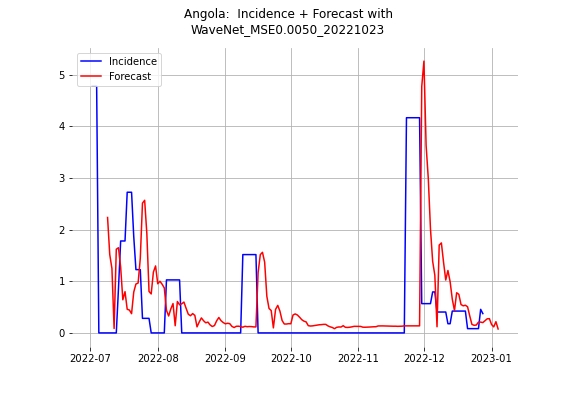 Angola:  Incidence + Forecast with
WaveNet_MSE0.0050_20221023
Incidence
Forecast
5
4
3
2
1
0
2022-07 2022-08 2022-09 2022-10 2022-11 2022-12 2023-01